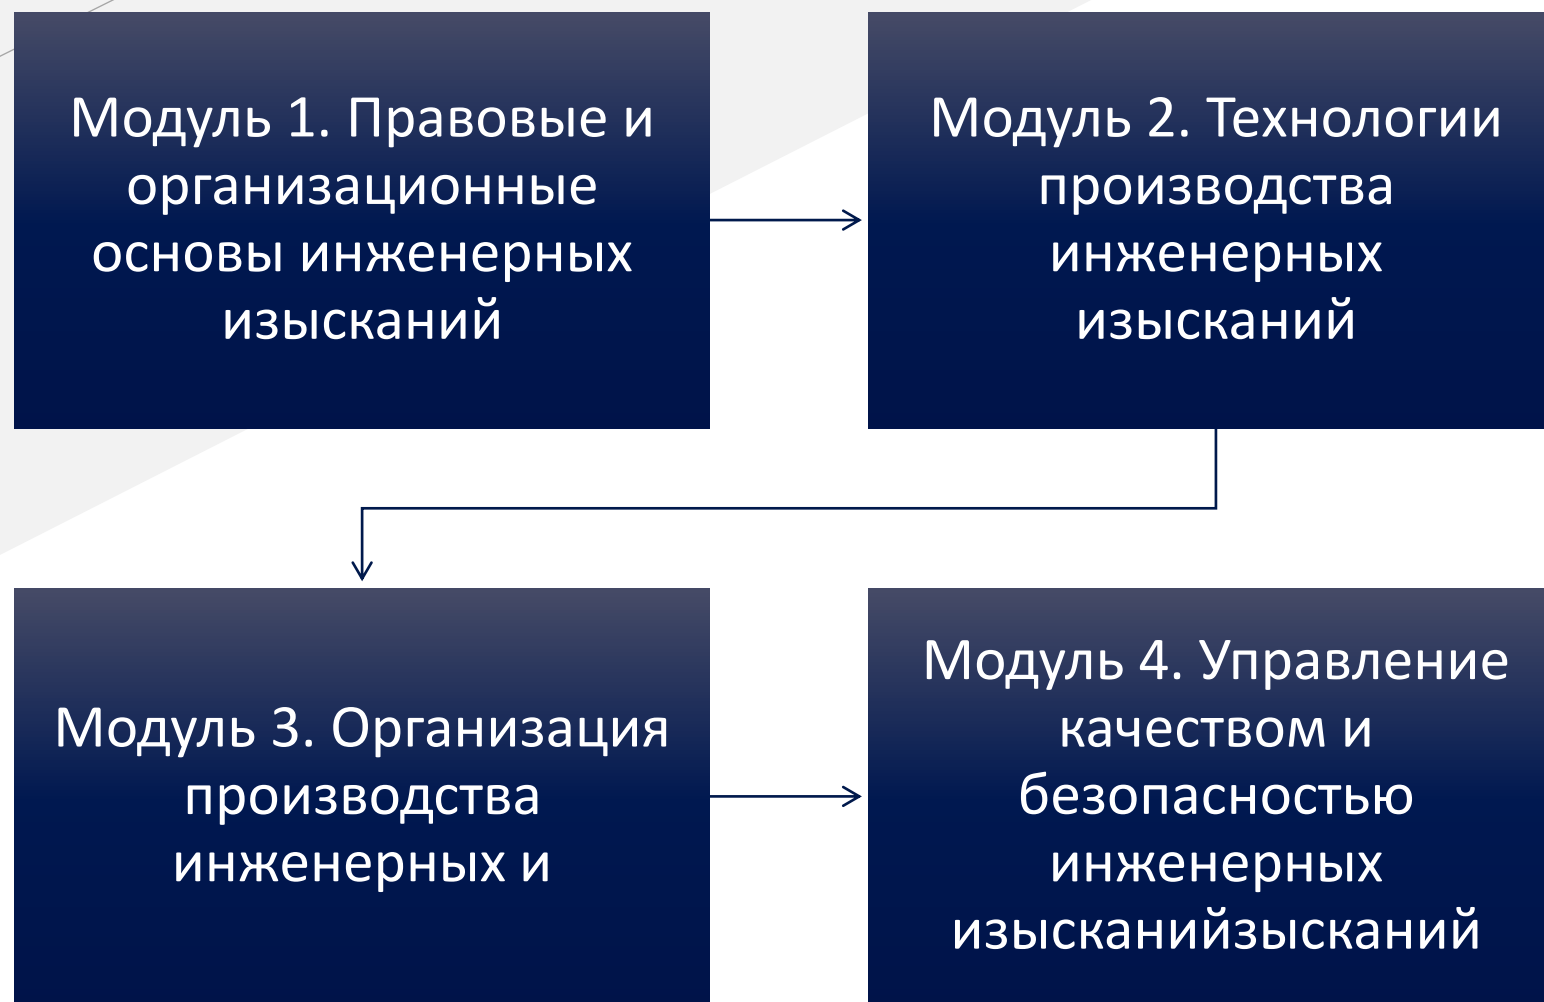 Модуль 1. Правовые и
организационные
основы инженерных
изысканий
Модуль 2. Технологии
производства
инженерных
изысканий
Модуль 3. Организация
производства
инженерных и
Модуль 4. Управление
качеством и
безопасностью
инженерных
изысканийзысканий